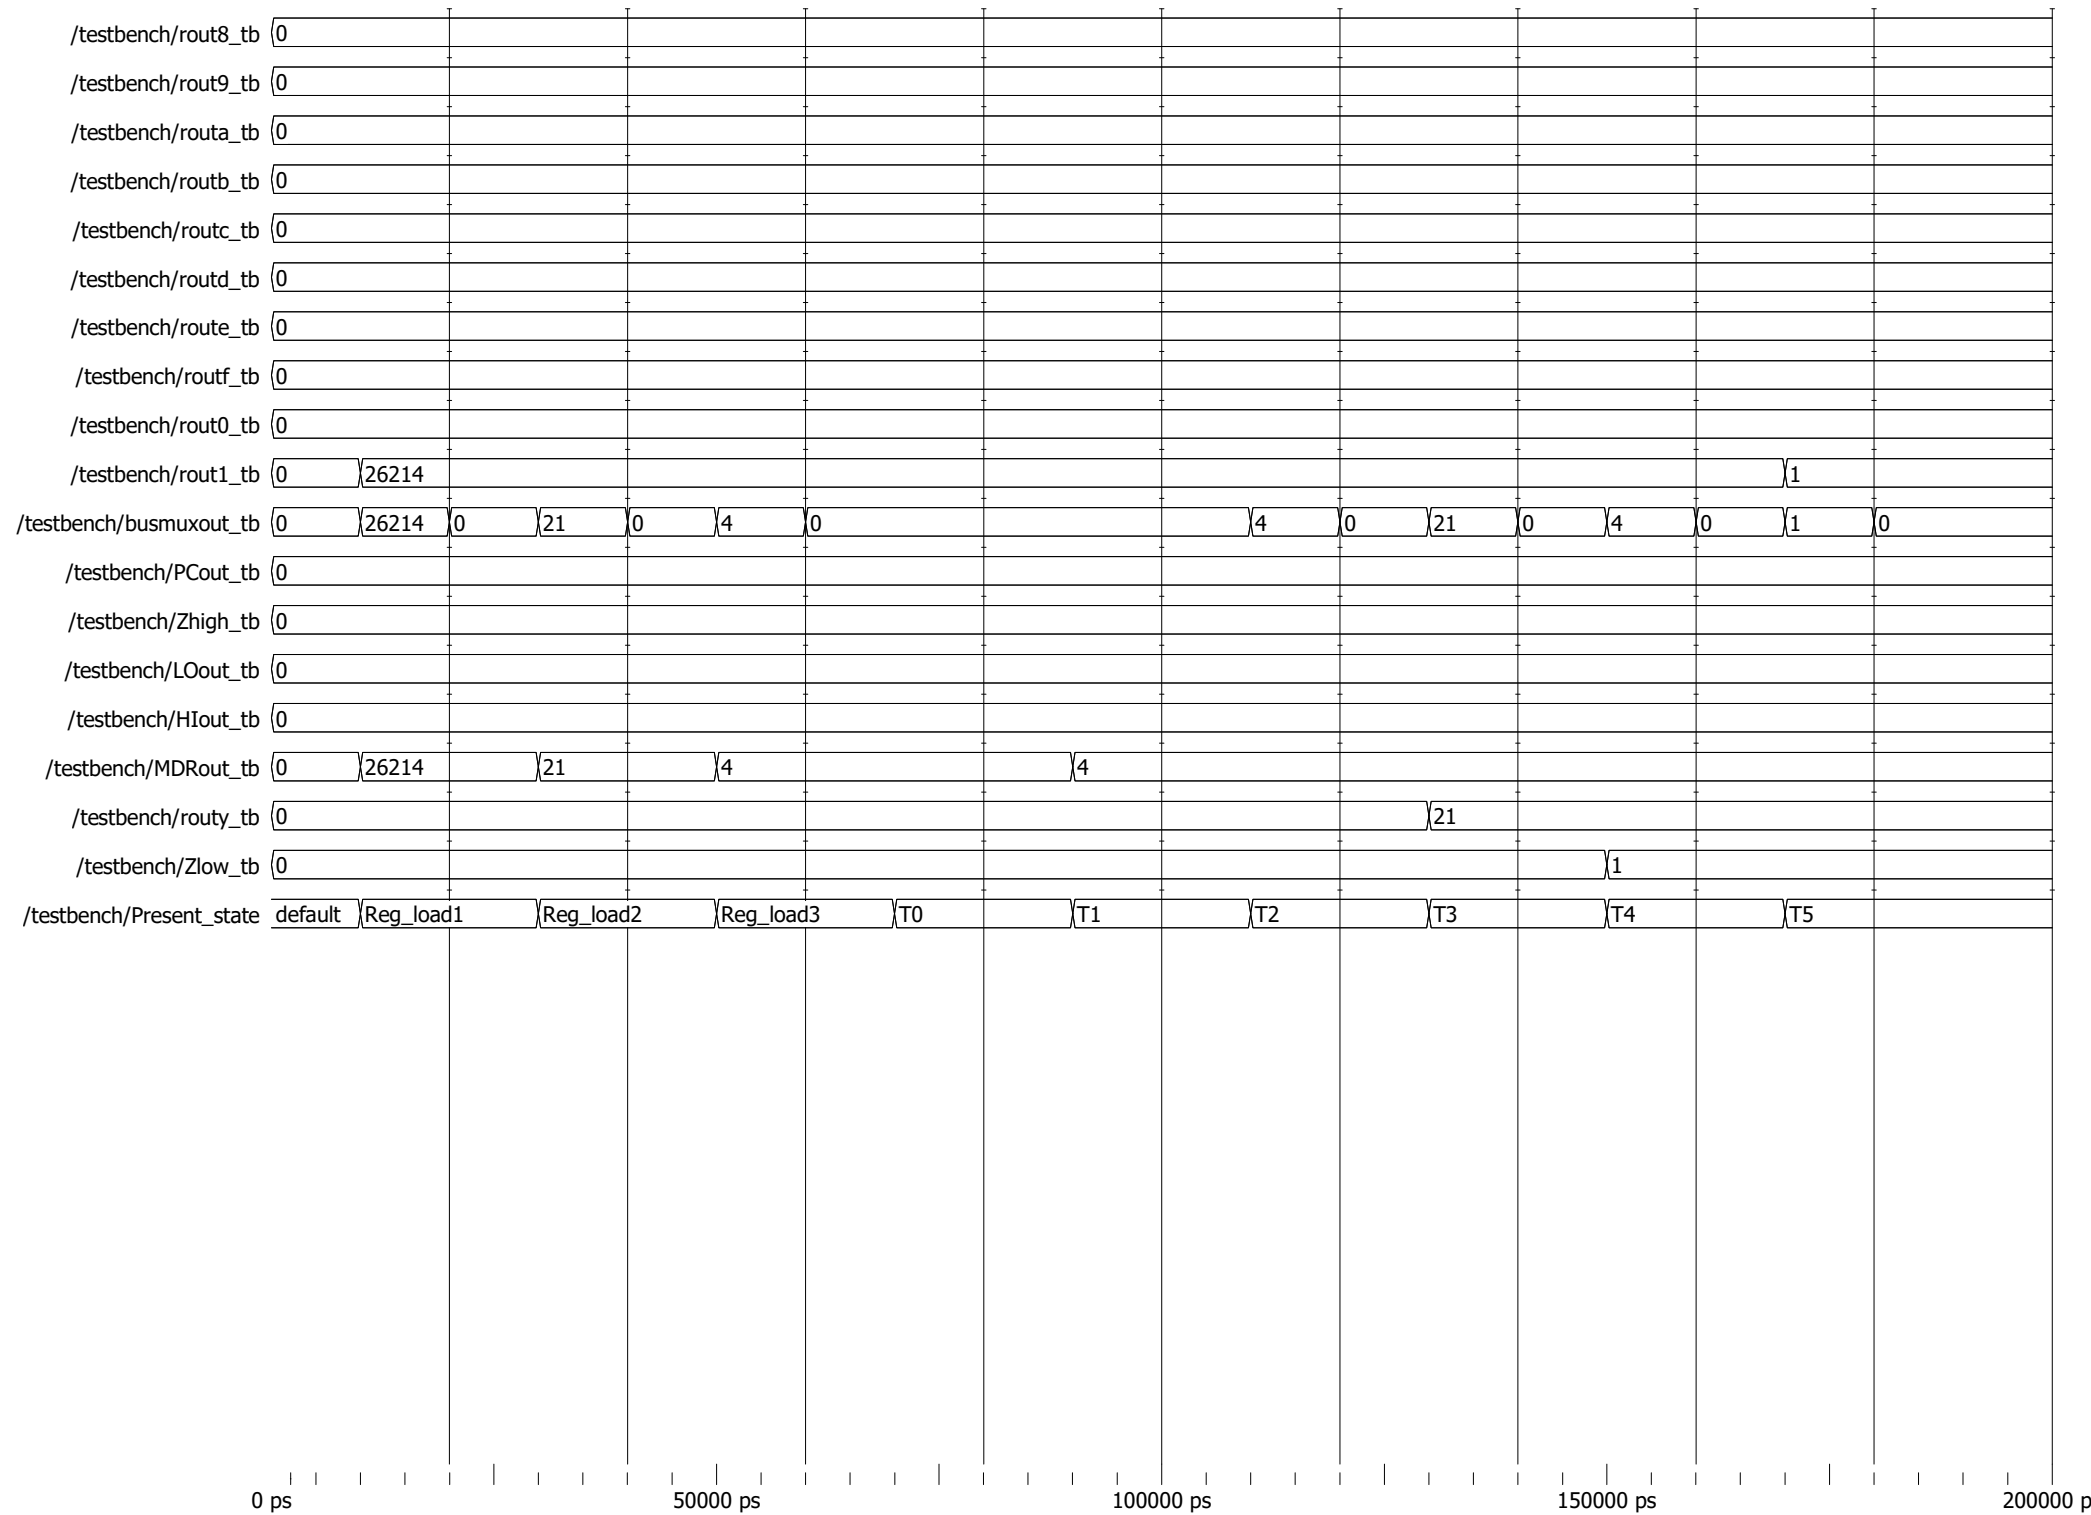 /testbench/rout8_tb 0
/testbench/rout9_tb 0
/testbench/routa_tb 0
/testbench/routb_tb 0
/testbench/routc_tb 0
/testbench/routd_tb 0
/testbench/route_tb 0
/testbench/routf_tb 0
/testbench/rout0_tb 0
/testbench/rout1_tb 0 26214 1
/testbench/busmuxout_tb 0 26214 0 21 0 4 0 4 0 21 0 4 0 1 0
/testbench/PCout_tb 0
/testbench/Zhigh_tb 0
/testbench/LOout_tb 0
/testbench/HIout_tb 0
/testbench/MDRout_tb 0 26214 21 4 4
/testbench/routy_tb 0 21
/testbench/Zlow_tb 0 1
/testbench/Present_state default Reg_load1 Reg_load2 Reg_load3 T0 T1 T2 T3 T4 T5
0 ps 50000 ps 100000 ps 150000 ps 200000 p